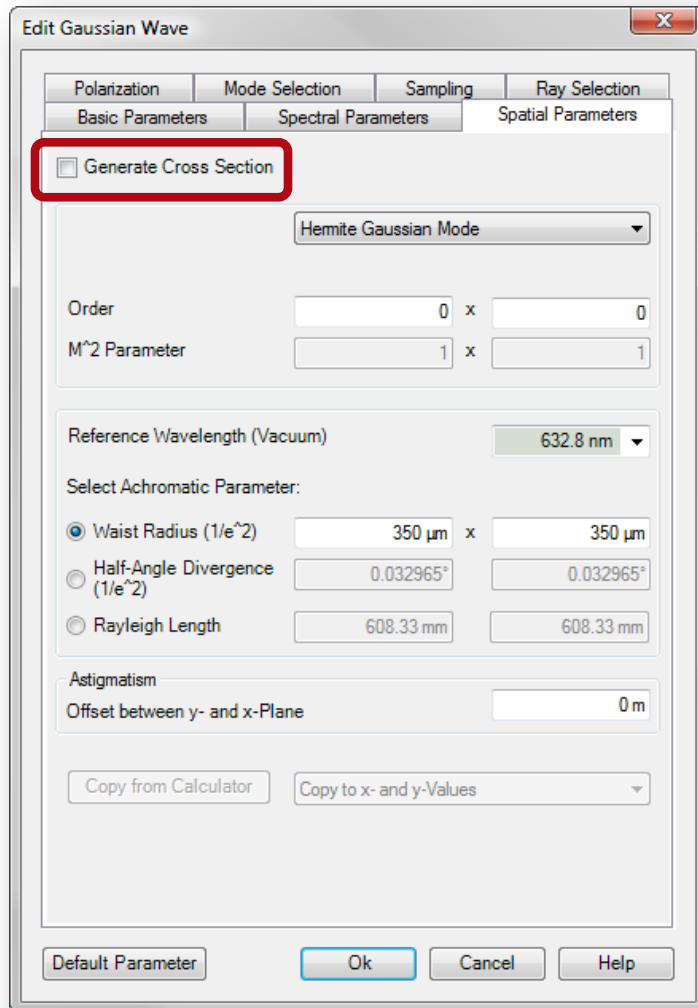 Edit Gaussian Wave
X
Polarization Mode Selection Sampling Ray Selection
Basic Parameters Spectral Parameters Spatial Parameters
Generate Cross Section
Hermite Gaussian Mode
Order 0 x 0
M^2 Parameter 1 x 1
Reference Wavelength (Vacuum) 632.8 nm
Select Achromatic Parameter:
Waist Radius (1/e^2) 350 µm x 350 µm
Half-Angle Divergence
(1/e^2) 0.032965° 0.032965°
Rayleigh Length 608.33 mm 608.33 mm
Astigmatism
Offset between y- and x-Plane 0 m
Copy from Calculator Copy to x- and y-Values
Default Parameter Ok Cancel Help